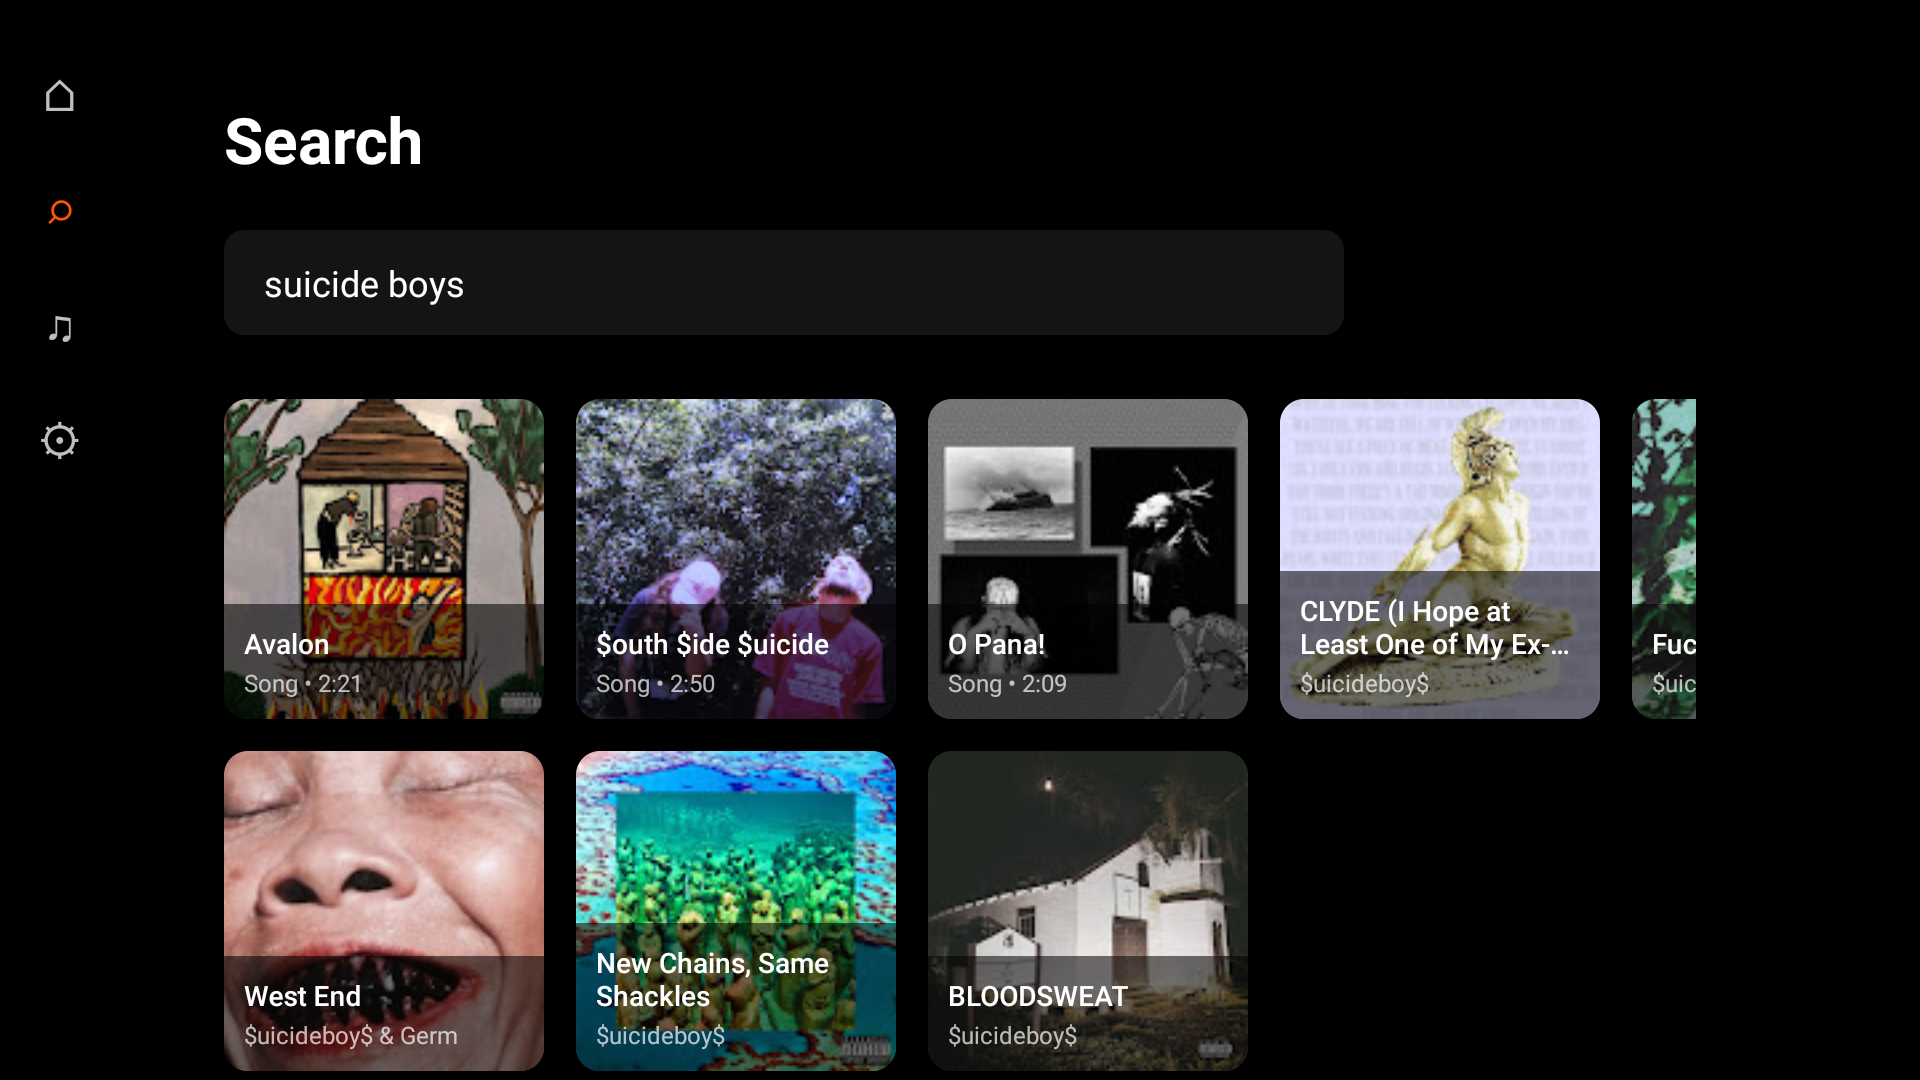 Search
suicide boys
Avalon
Song • 2:21
$outh $ide $uicide
Song • 2:50
O Pana!
Song • 2:09
CLYDE (I Hope at
Least One of My Ex-...
$uicideboy$
Fuc
$uic
West End
$uicideboy$ & Germ
New Chains, Same
Shackles
$uicideboy$
BLOODSWEAT
$uicideboy$